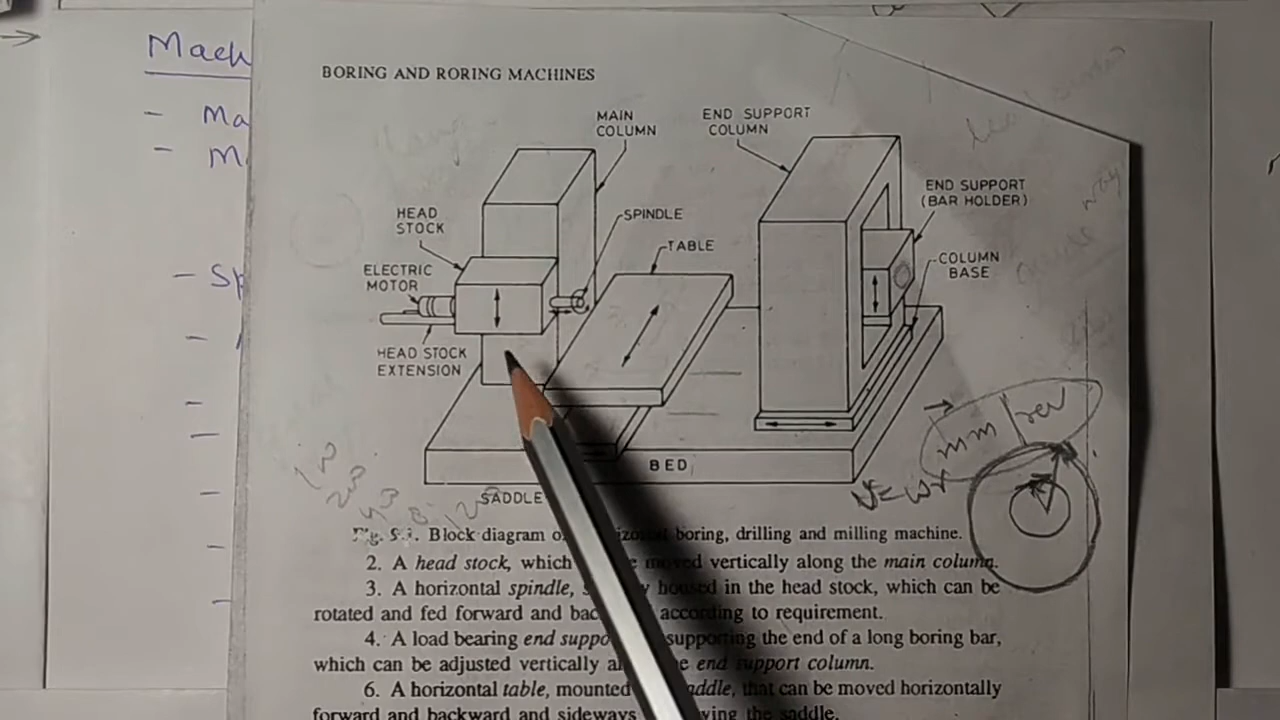 Mach
- Ma
- M
- Sp
BORING AND RORING MACHINES
MAIN
COLUMN
END SUPPORT
COLUMN
HEAD
STOCK
SPINDLE
END SUPPORT
(BAR HOLDER)
TABLE
ELECTRIC
MOTOR
COLUMN
BASE
HEAD STOCK
EXTENSION
mm/rev
BED
SADDLE
V=ωr
Block diagram boring, drilling and milling machine.
2. A head stock, which moved vertically along the main column.
3. A horizontal spindle, housed in the head stock, which can be
rotated and fed forward and according to requirement.
4. A load bearing end supporting the end of a long boring bar,
which can be adjusted vertically end support column.
6. A horizontal table, mounted that can be moved horizontally
forward and backward and sideways the saddle.